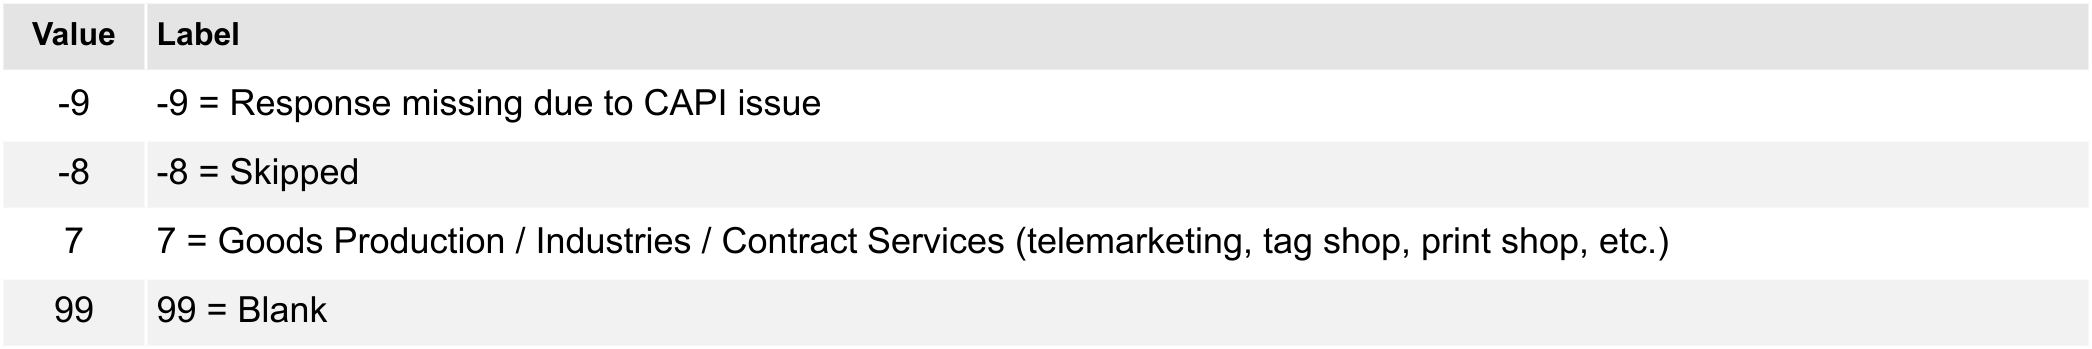 Value Label
-9 -9 = Response missing due to CAPI issue
-8 -8 = Skipped
7 7 = Goods Production / Industries / Contract Services (telemarketing, tag shop, print shop, etc.)
99 99 = Blank